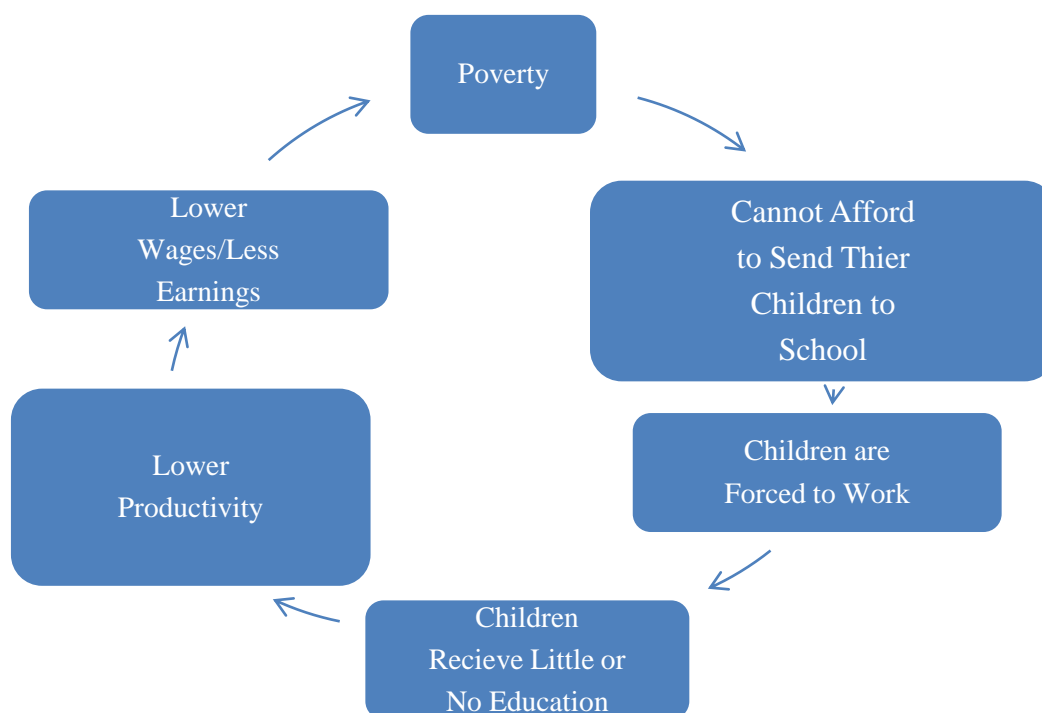 Poverty
Cannot Afford
to Send Thier
Children to
School
Children are
Forced to Work
Children
Recieve Little or
No Education
Lower
Productivity
Lower
Wages/Less
Earnings